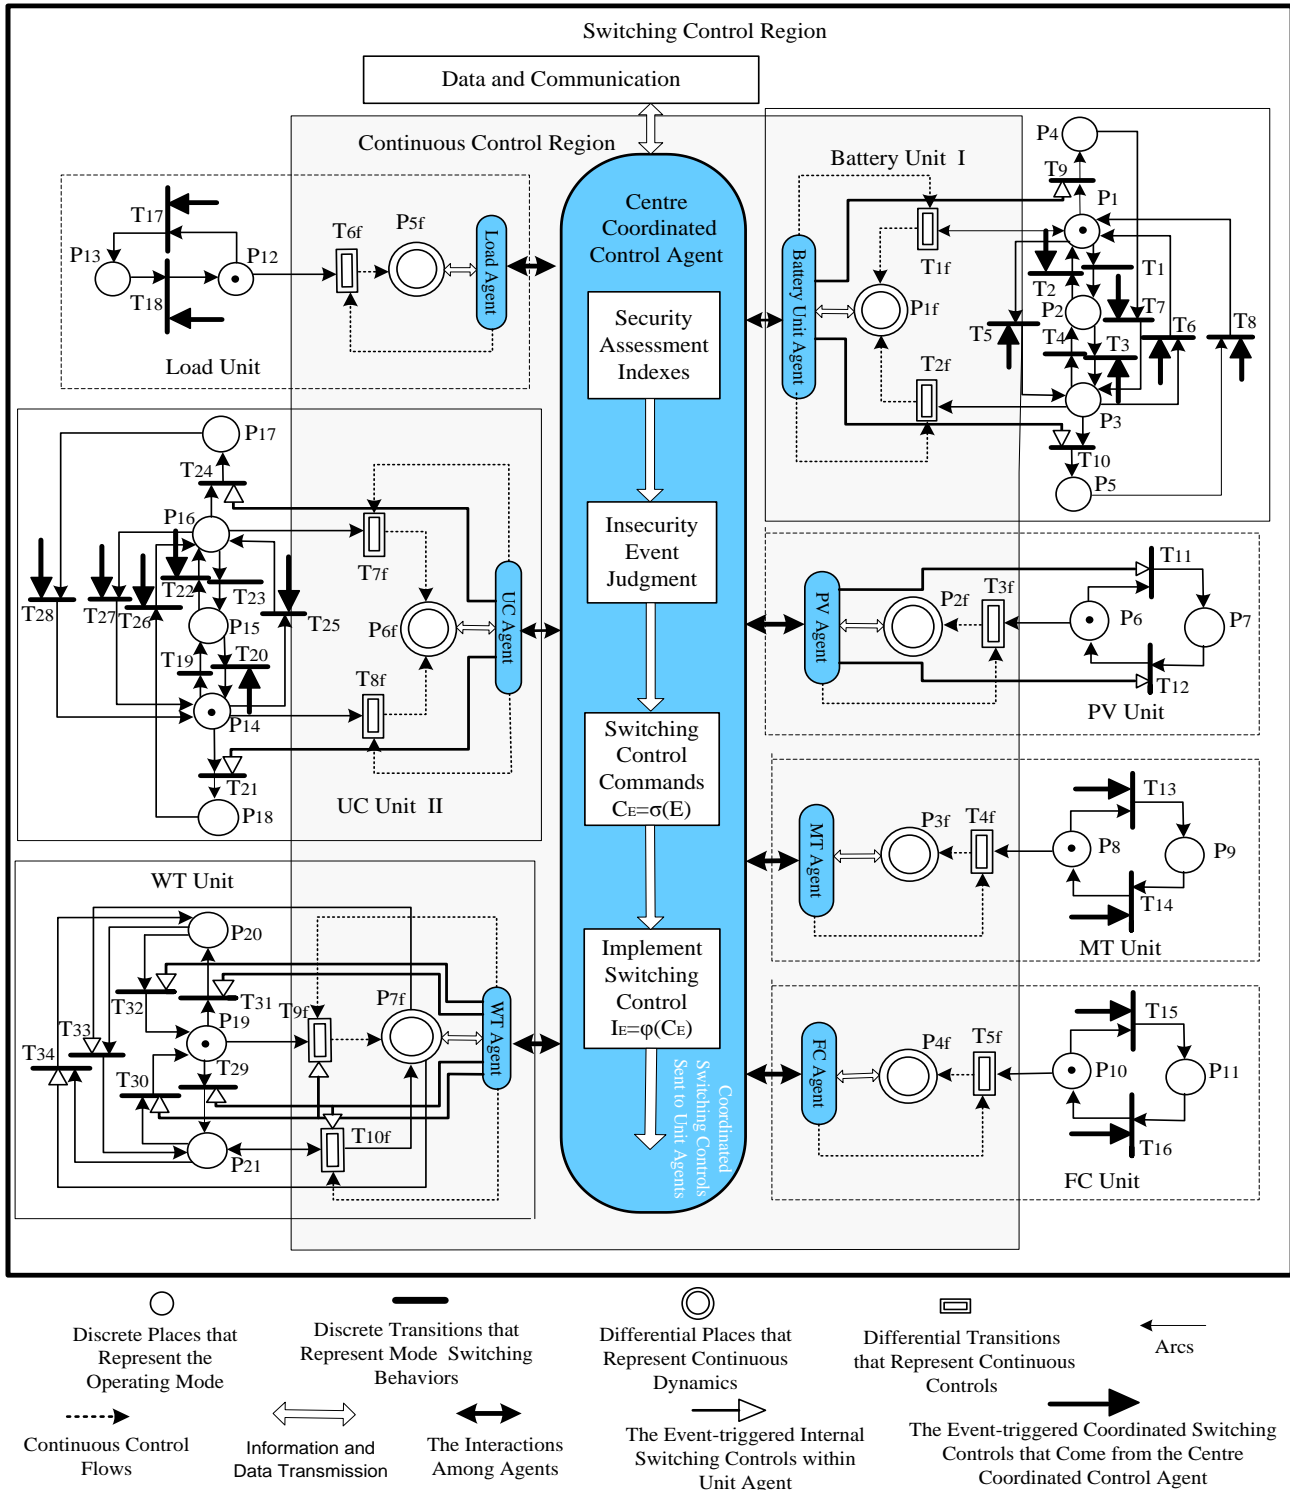 Switching Control Region
Data and Communication
Continuous Control
Region
Centre
Coordinated
Control Agent
Security
Assessment
Indexes
Insecurity
Event
Judgment
Switching
Control
Commands
CE=σ(E)
Implement
Switching
Control
IE=φ(CE)
Coordinated
Switching Controls
Sent to Unit Agents
T17
P13
P12
T18
T6f
P5f
Load Agent
Load Unit
P17
T24
P16
T22
T23
T28
T27
T26
T25
P15
T19
T20
P14
T21
P18
T7f
P6f
T8f
UC Agent
UC Unit II
WT Unit
P20
T32
T31
T33
T34
P19
T30
T29
P21
T9f
P7f
T10f
WT Agent
Battery Unit I
P4
T9
P1
T1f
T1
T2
P2
T7
T5
T4
T3
T6
T8
P3
T10
P5
P1f
T2f
Battery Unit Agent
T11
T3f
P2f
P6
P7
T12
PV Agent
PV Unit
T13
P3f
T4f
P8
P9
T14
MT Agent
MT Unit
T15
P4f
T5f
P10
P11
T16
FC Agent
FC Unit
Discrete Places that
Represent the
Operating Mode
Discrete Transitions that
Represent Mode Switching
Behaviors
Differential Places that
Represent Continuous
Dynamics
Differential Transitions
that Represent Continuous
Controls
Arcs
Continuous Control
Flows
Information and
Data Transmission
The Interactions
Among Agents
The Event-triggered Internal
Switching Controls within
Unit Agent
The Event-triggered Coordinated Switching
Controls that Come from the Centre
Coordinated Control Agent